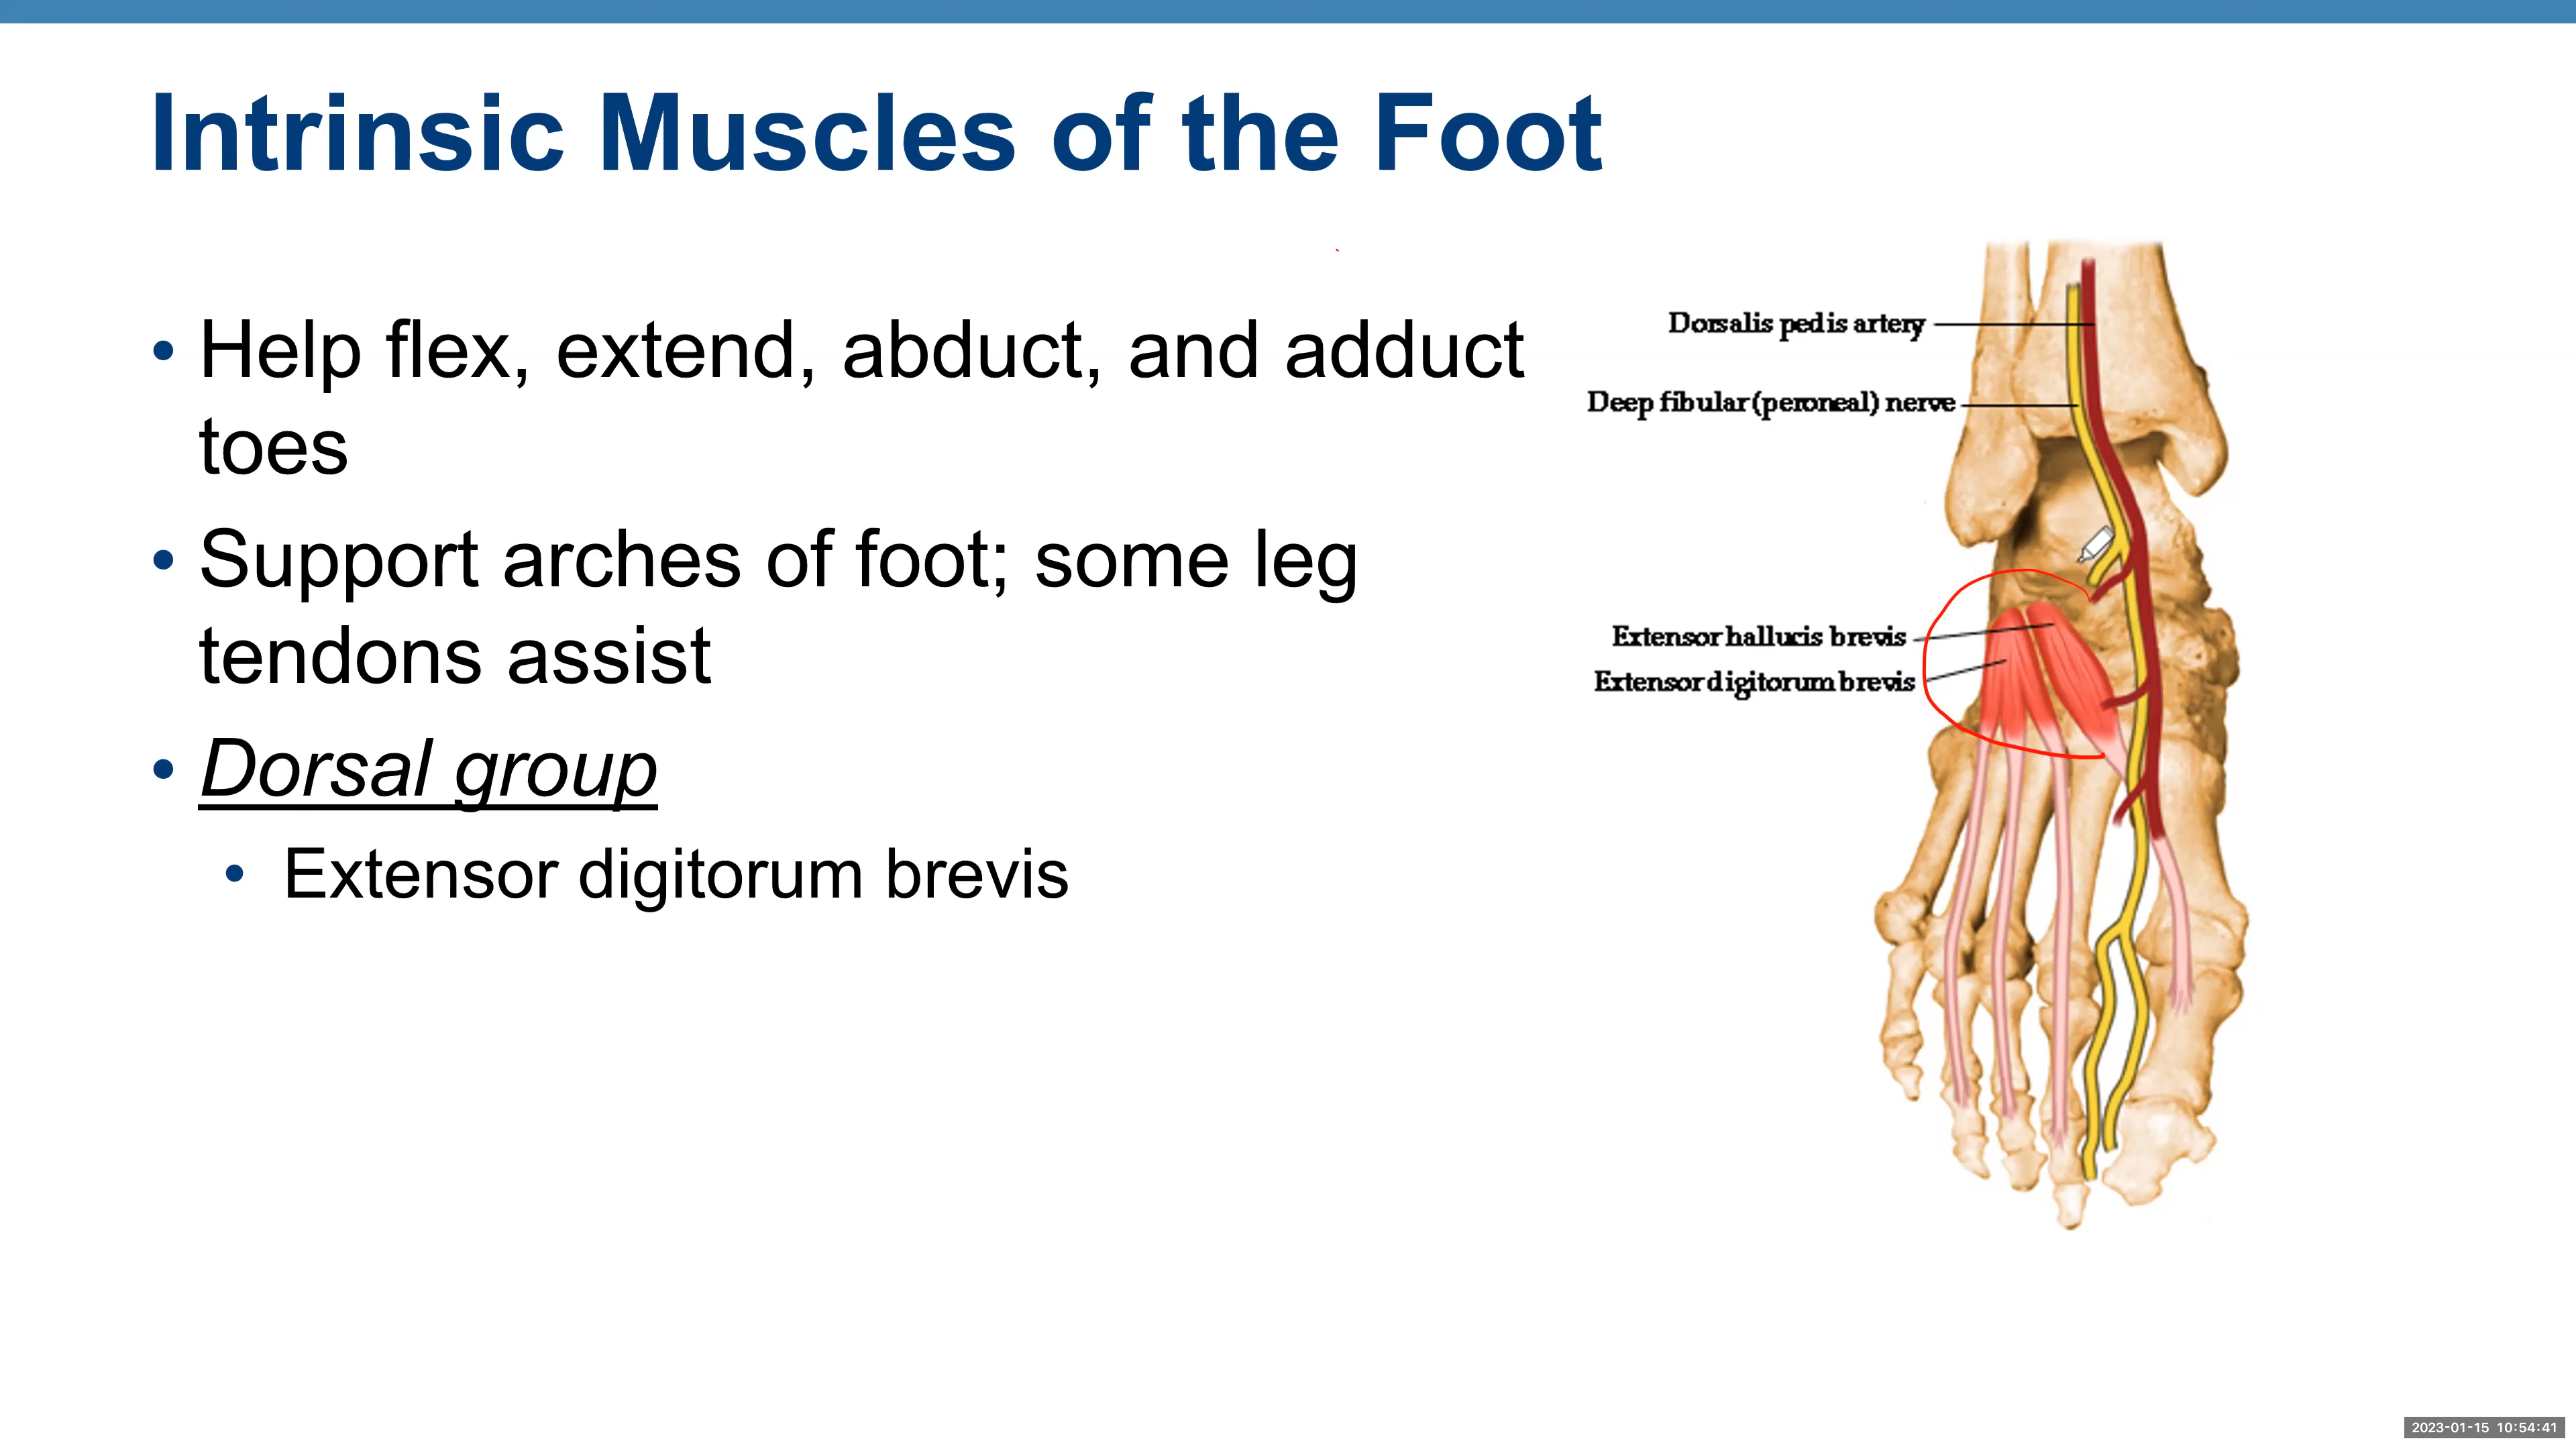 Intrinsic Muscles of the Foot
• Help flex, extend, abduct, and adduct
toes
• Support arches of foot; some leg
tendons assist
• Dorsal group
• Extensor digitorum brevis
Dorsalis pedis artery
Deep fibular (peroneal) nerve
Extensor hallucis brevis
Extensor digitorum brevis
2023-01-15 10:54:41